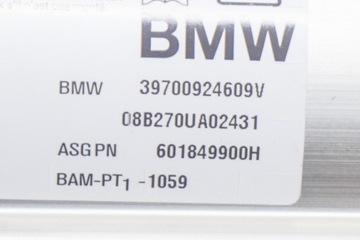 BMW
BMW 39700924609V
08B270UA02431
ASG PN 601849900H
BAM-PT1 -1059